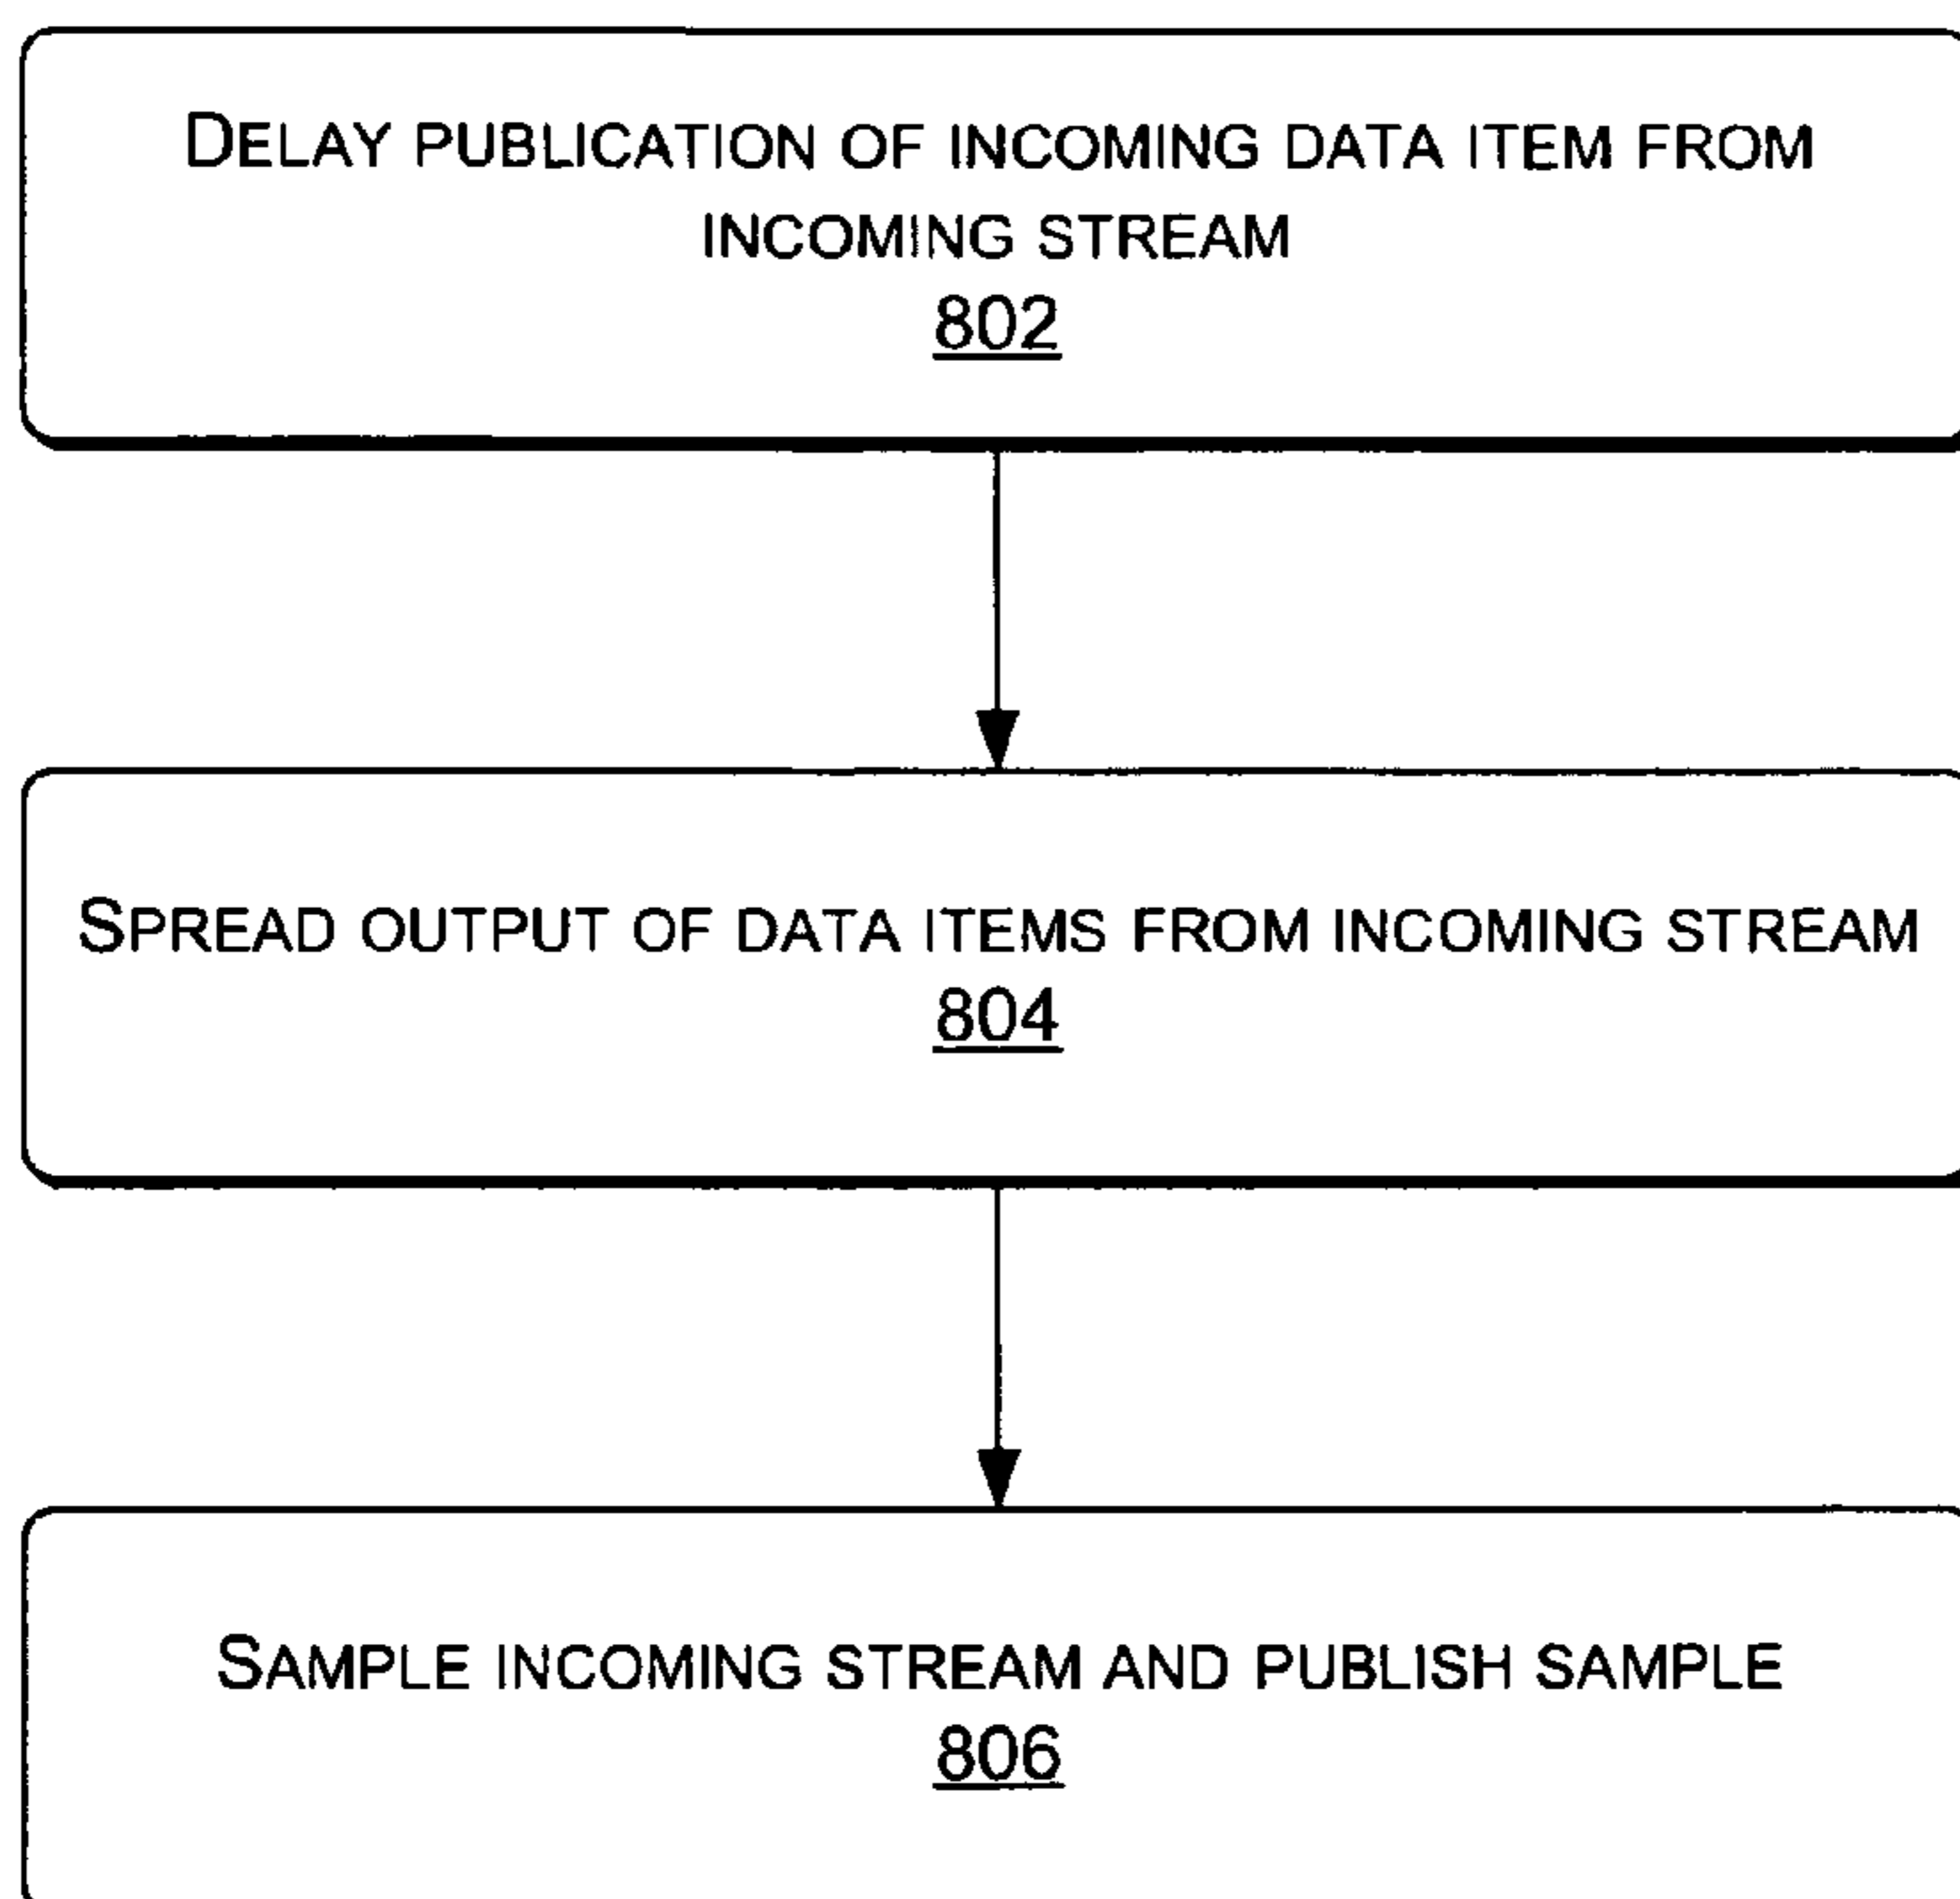 DELAY PUBLICATION OF INCOMING DATA ITEM FROM
INCOMING STREAM
802
SPREAD OUTPUT OF DATA ITEMS FROM INCOMING STREAM
804
SAMPLE INCOMING STREAM AND PUBLISH SAMPLE
806